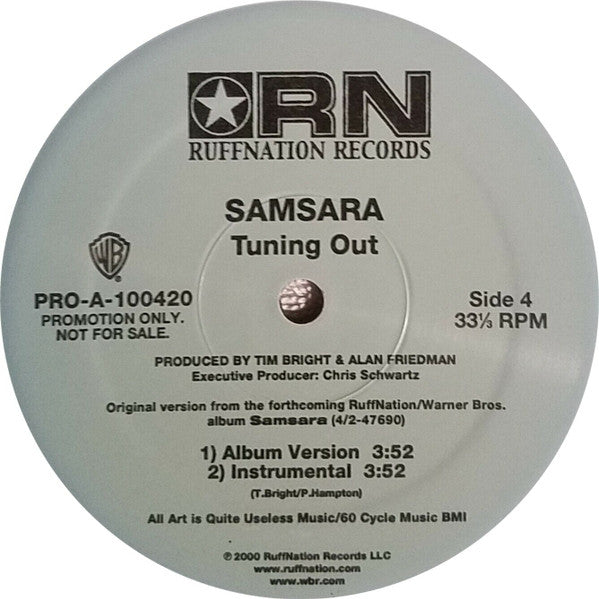 RN
RUFFNATION RECORDS
SAMSARA
Tuning Out
WB
PRO-A-100420
PROMOTION ONLY.
NOT FOR SALE.
Side 4
33⅓ RPM
PRODUCED BY TIM BRIGHT & ALAN FRIEDMAN
Executive Producer: Chris Schwartz
Original version from the forthcoming RuffNation/Warner Bros.
album Samsara (4/2-47690)
1) Album Version 3:52
2) Instrumental 3:52
(T.Bright/P.Hampton)
All Art is Quite Useless Music/60 Cycle Music BMI
℗2000 RuffNation Records LLC
www.ruffnation.com
www.wbr.com